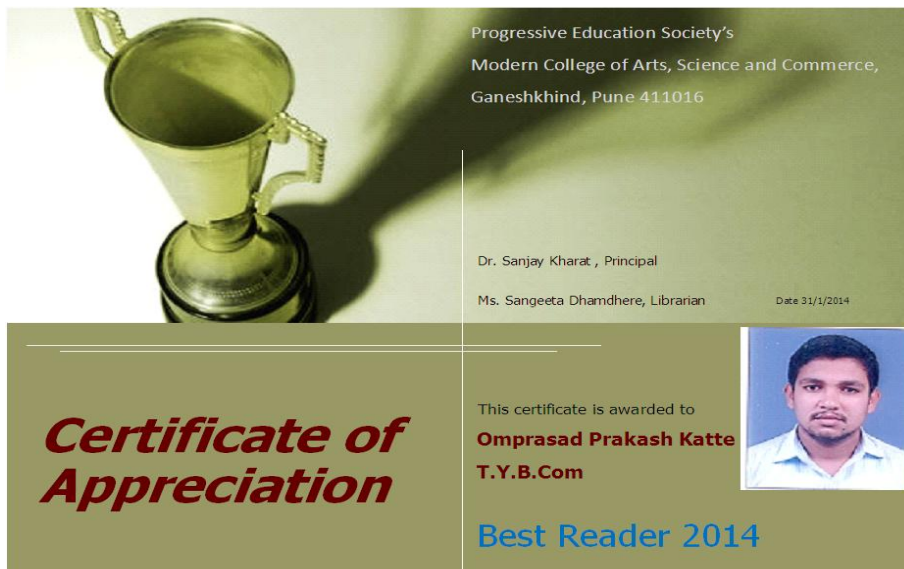 Progressive Education Society's
Modern College of Arts, Science and Commerce,
Ganeshkhind, Pune 411016
Dr. Sanjay Kharat , Principal
Ms. Sangeeta Dhamdhere, Librarian
Date 31/1/2014
Certificate of
Appreciation
This certificate is awarded to
Omprasad Prakash Katte
T.Y.B.Com
Best Reader 2014